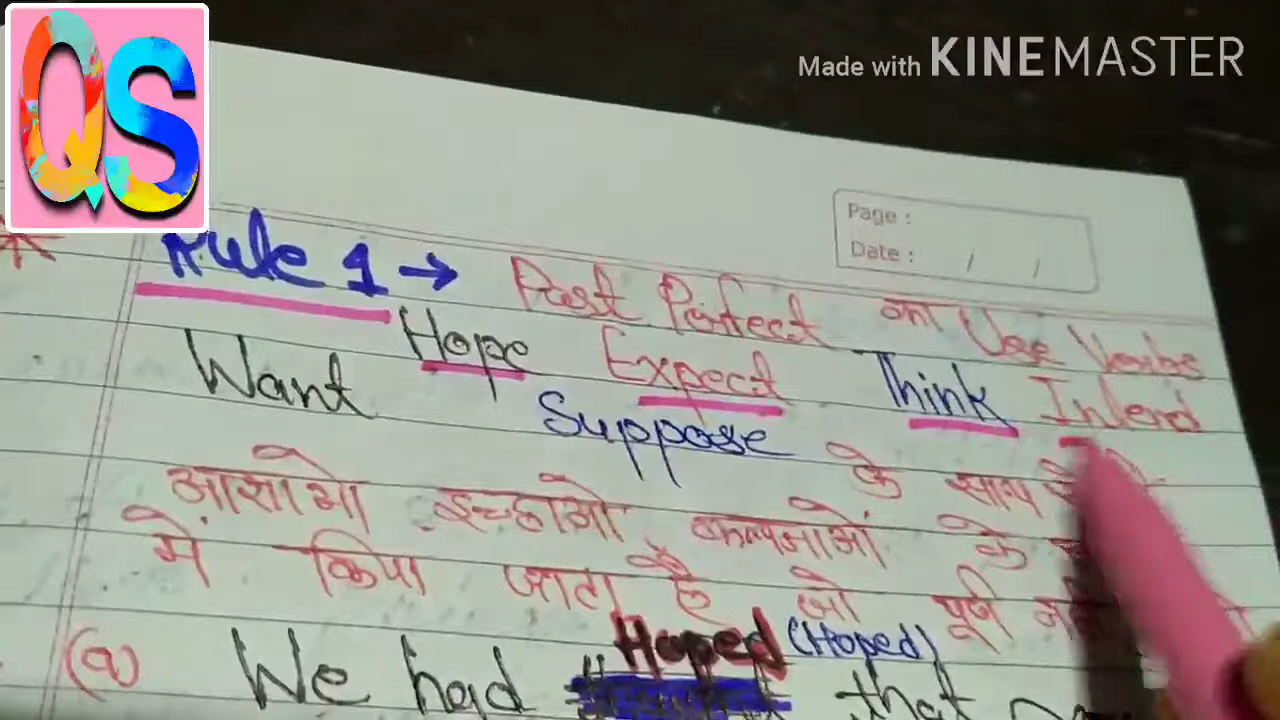 QS
Made with KINEMASTER
Page :
Date : / /
Rule 1 → Past Perfect का Use Verbs
Want Hope Expect Think Intend
Suppose के साथ
आशाओ इच्छाओ कल्पनाओं के
में किया जाता है जो पूर्ण
(a) We had Hoped (Hoped) that